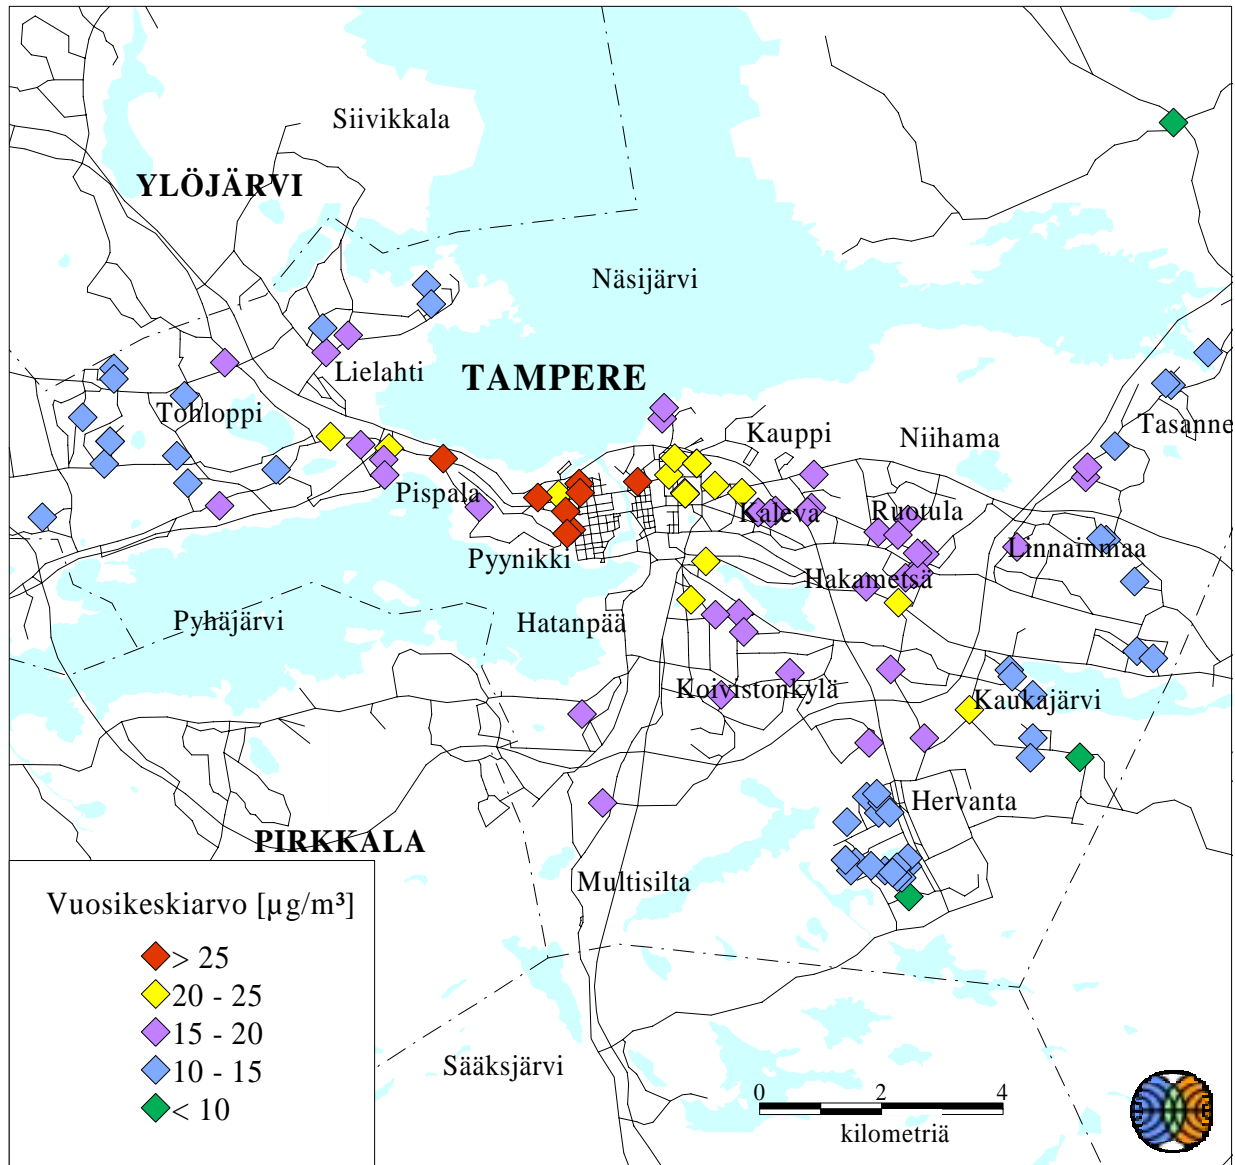 Siivikkala
YLÖJÄRVI
Näsijärvi
Lielahti
TAMPERE
Tohloppi
Kauppi
Niihama
Tasanne
Pispala
Kaleva
Ruotula
Pyynikki
Linnainmaa
Hakametsä
Pyhäjärvi
Hatanpää
Koivistonkylä
Kaukajärvi
Hervanta
PIRKKALA
Multisilta
Vuosikeskiarvo [µg/m³]
> 25
20 - 25
15 - 20
10 - 15
< 10
Sääksjärvi
0 2 4
kilometriä